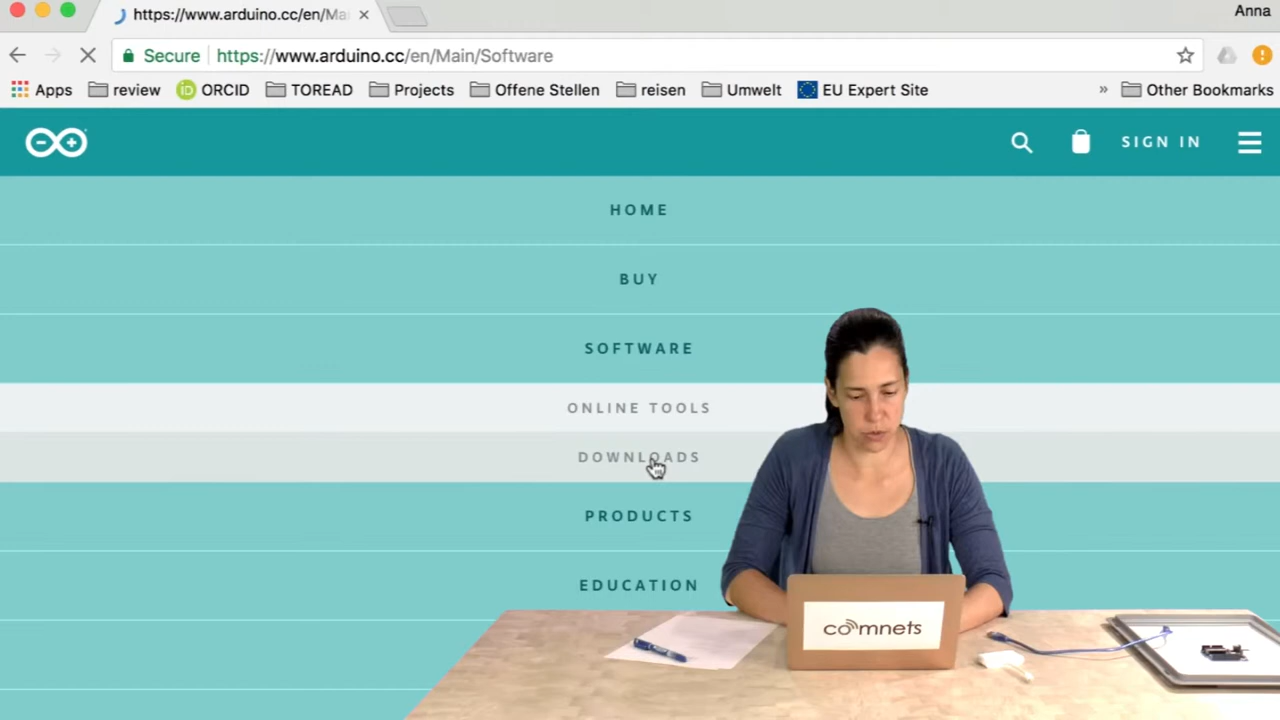 https://www.arduino.cc/en/Mai
Anna
Secure https://www.arduino.cc/en/Main/Software
Apps review ORCID TOREAD Projects Offene Stellen reisen Umwelt EU Expert Site » Other Bookmarks
SIGN IN
HOME
BUY
SOFTWARE
ONLINE TOOLS
DOWNLOADS
PRODUCTS
EDUCATION
comnets